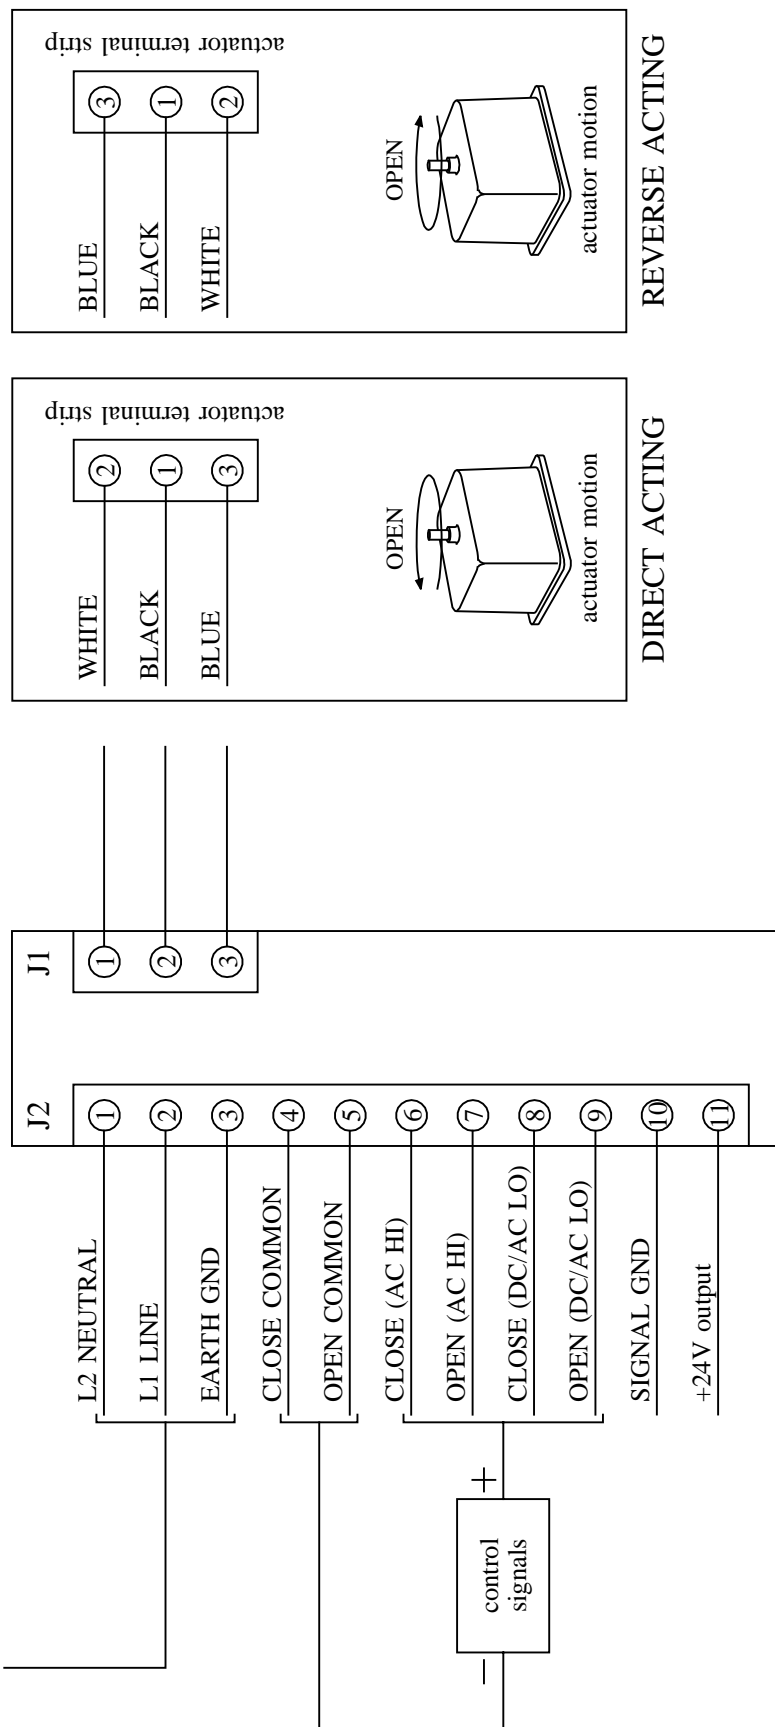 J2
1
2
3
4
5
6
7
8
9
10
11
L2 NEUTRAL
L1 LINE
EARTH GND
CLOSE COMMON
OPEN COMMON
CLOSE (AC HI)
OPEN (AC HI)
CLOSE (DC/AC LO)
OPEN (DC/AC LO)
SIGNAL GND
+24V output
−
control
signals
+
J1
1
2
3
WHITE
BLACK
BLUE
2
1
3
actuator terminal strip
OPEN
actuator motion
DIRECT ACTING
BLUE
BLACK
WHITE
3
1
2
actuator terminal strip
OPEN
actuator motion
REVERSE ACTING